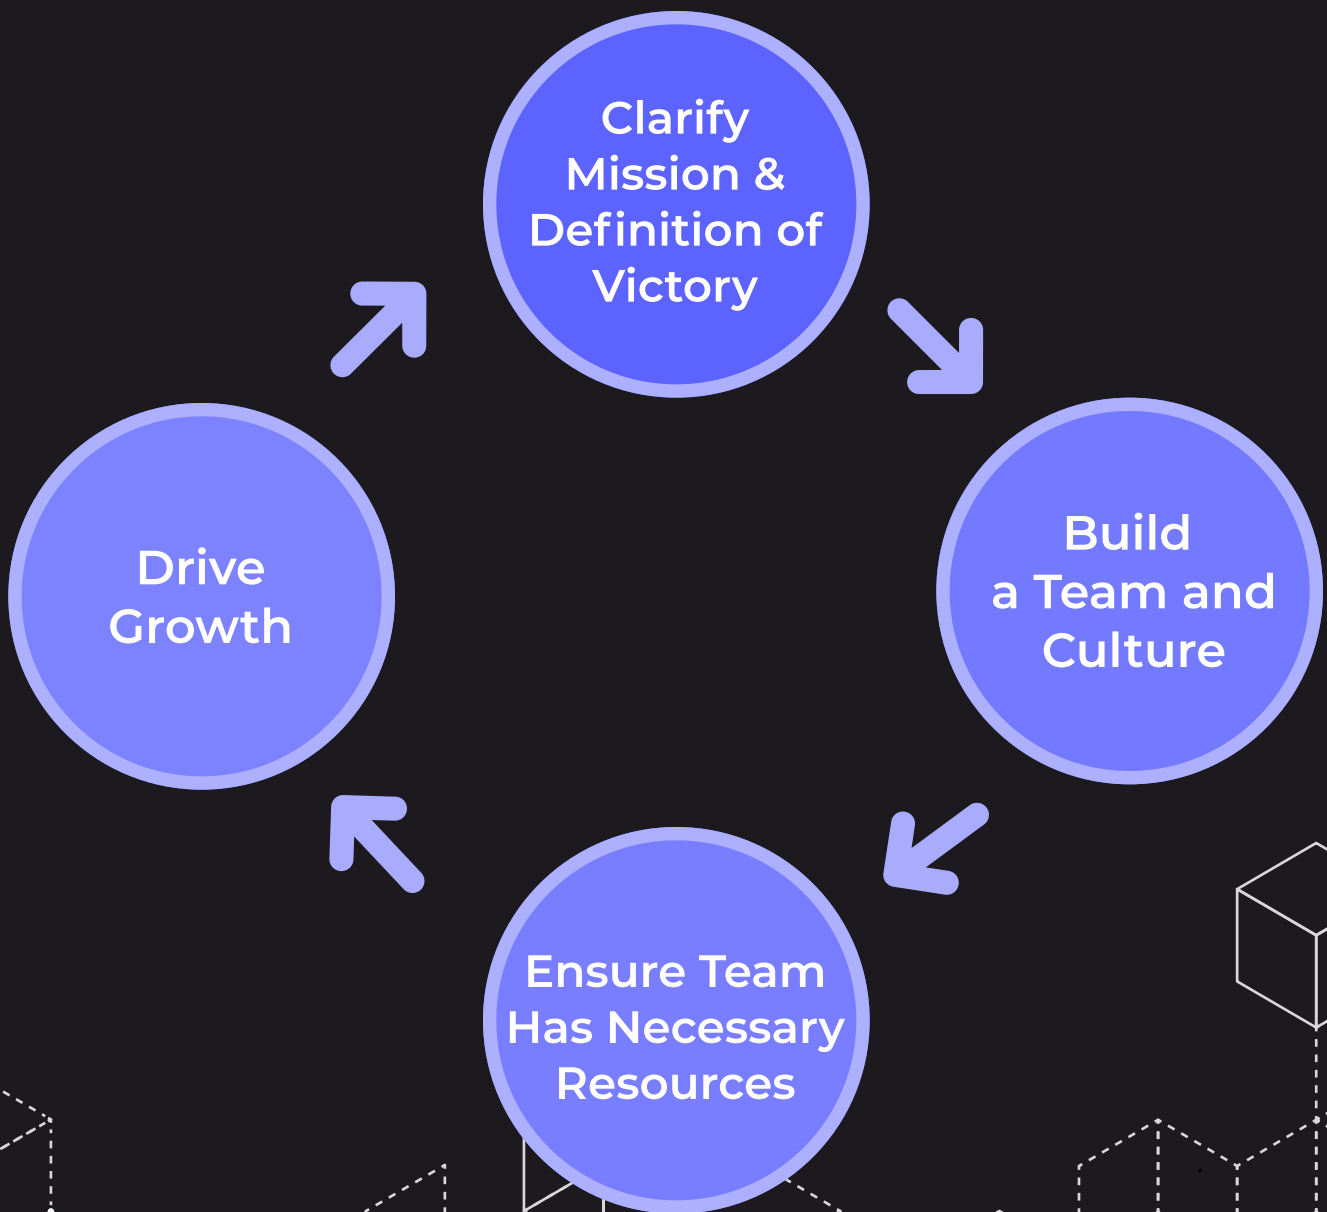 Clarify
Mission &
Definition of
Victory
Build
a Team and
Culture
Ensure Team
Has Necessary
Resources
Drive
Growth